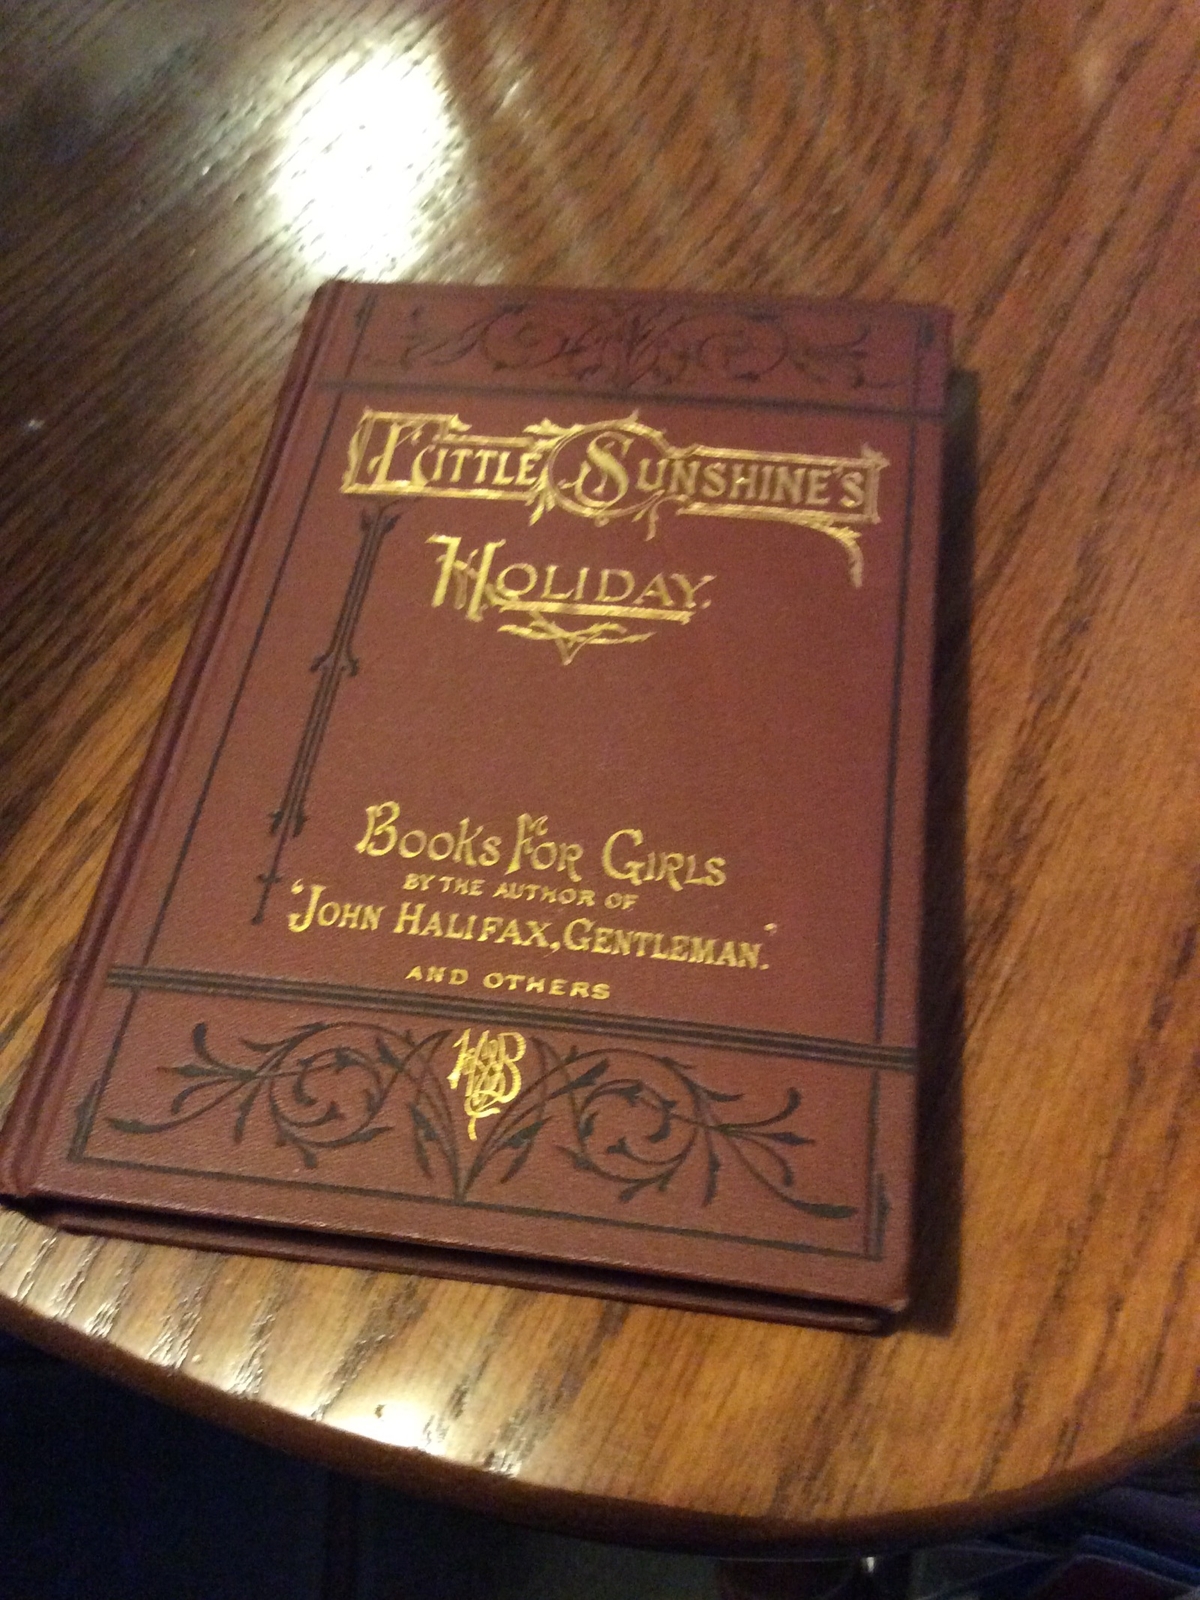 LITTLE SUNSHINE'S
HOLIDAY.
BOOKS FOR GIRLS
BY THE AUTHOR OF
'JOHN HALIFAX, GENTLEMAN.'
AND OTHERS